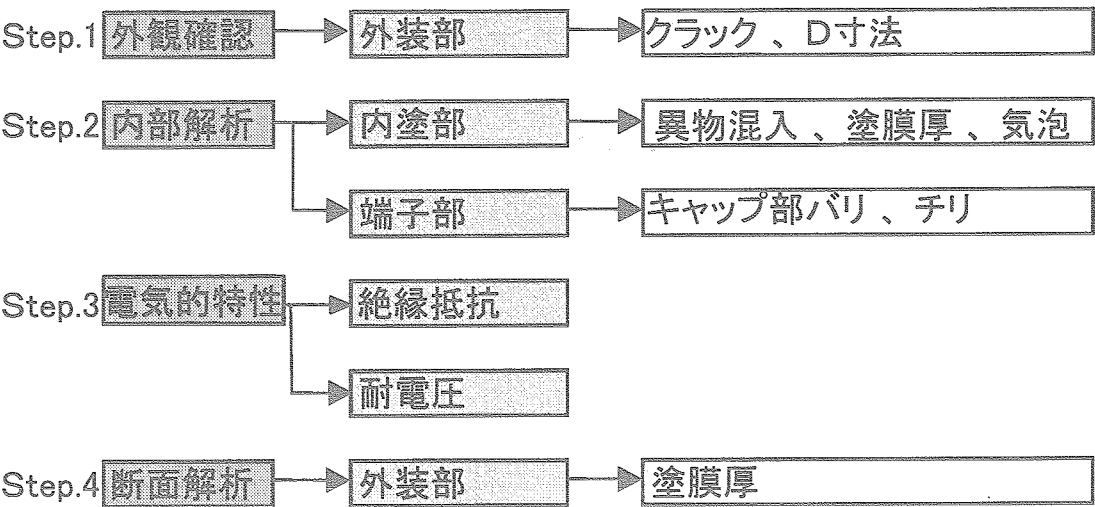 Step.1 外観確認 外装部 クラック 、D寸法
Step.2 内部解析 内塗部 異物混入 、塗膜厚 、気泡
端子部 キャップ部バリ 、チリ
Step.3 電気的特性 絶縁抵抗
耐電圧
Step.4 断面解析 外装部 塗膜厚